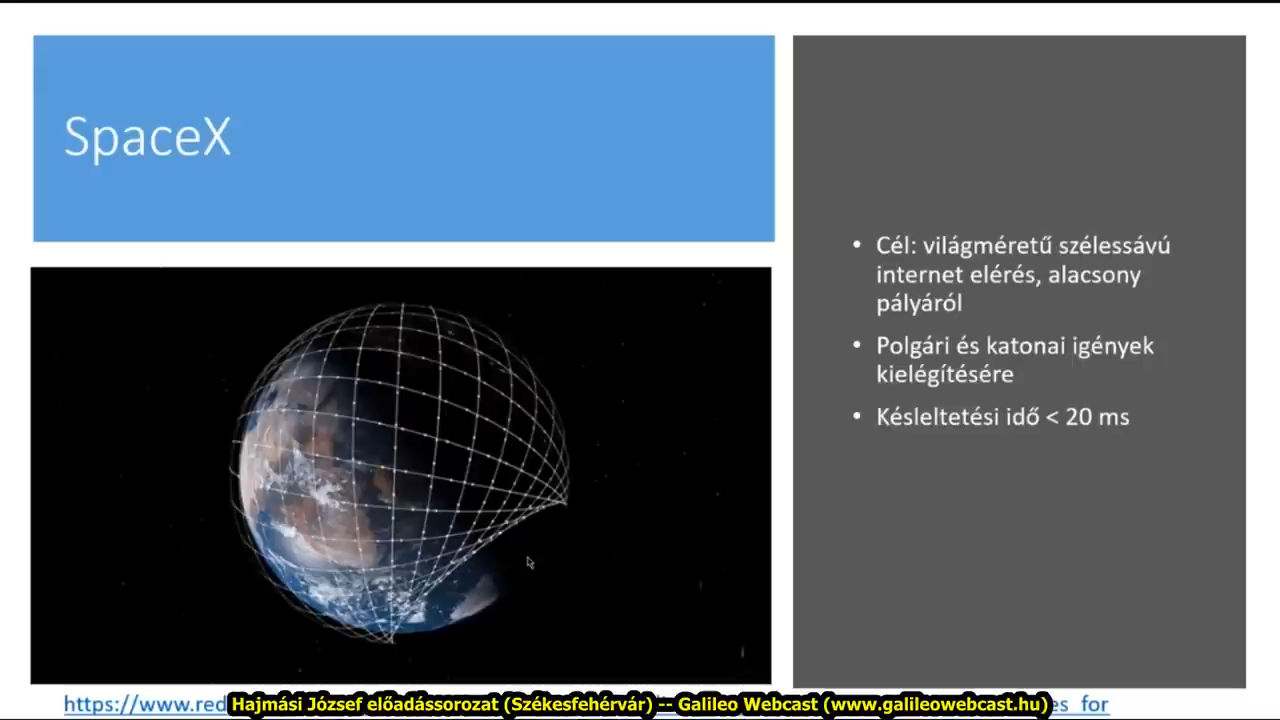 SpaceX
• Cél: világméretű szélessávú
internet elérés, alacsony
pályáról
• Polgári és katonai igények
kielégítésére
• Késleltetési idő < 20 ms
https://www.red
Hajmási József előadássorozat (Székesfehérvár) -- Galileo Webcast (www.galileowebcast.hu)
es_for